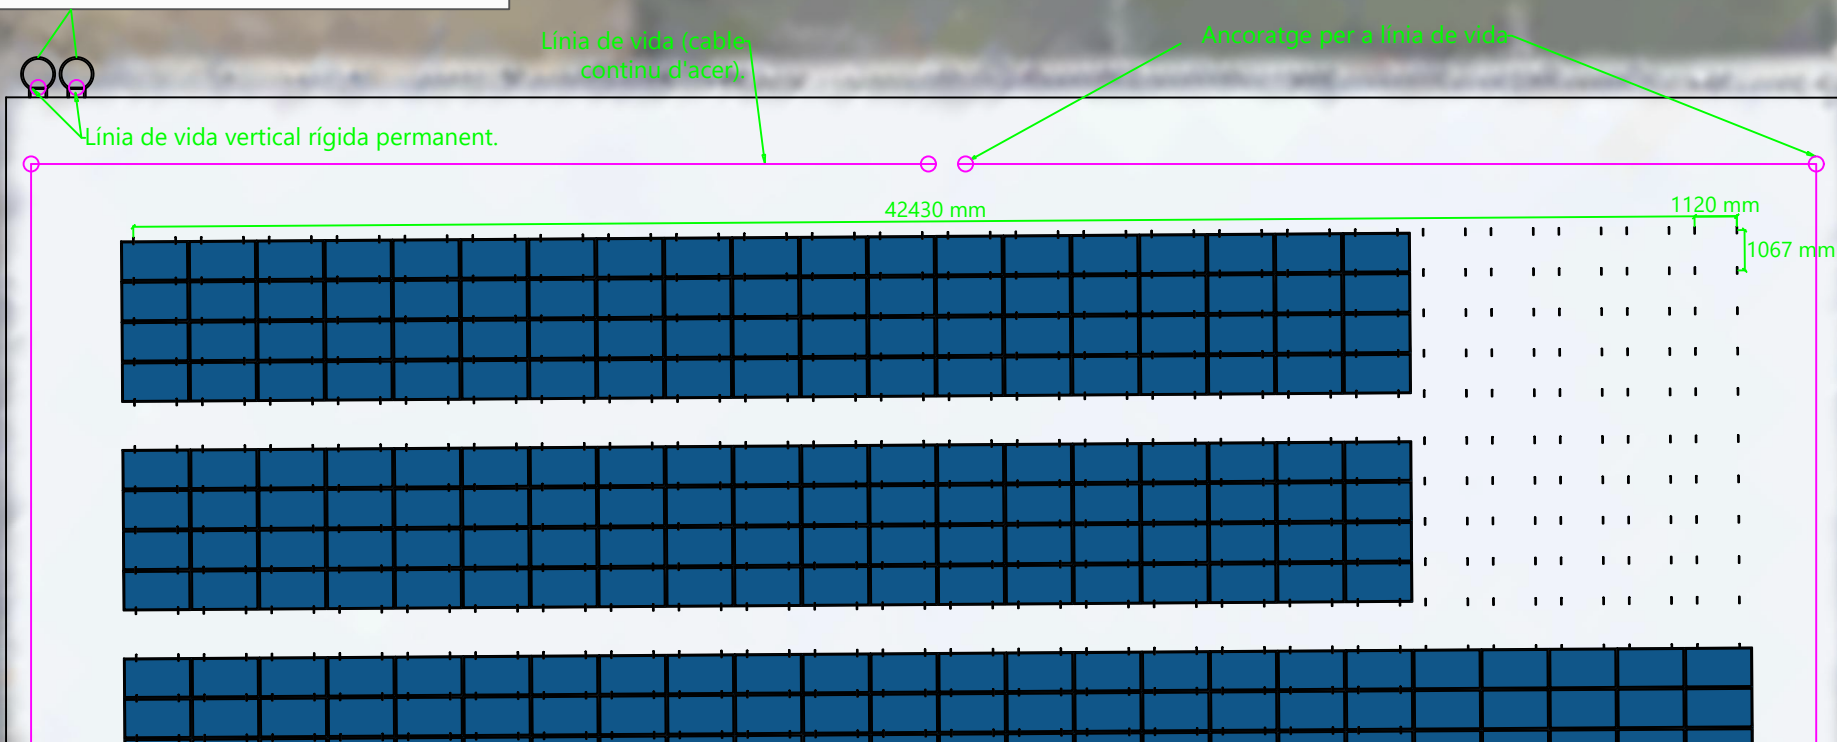 Línia de vida (cable
continu d'acer).
Ancoratge per a línia de vida
Línia de vida vertical rígida permanent.
42430 mm
1120 mm
1067 mm